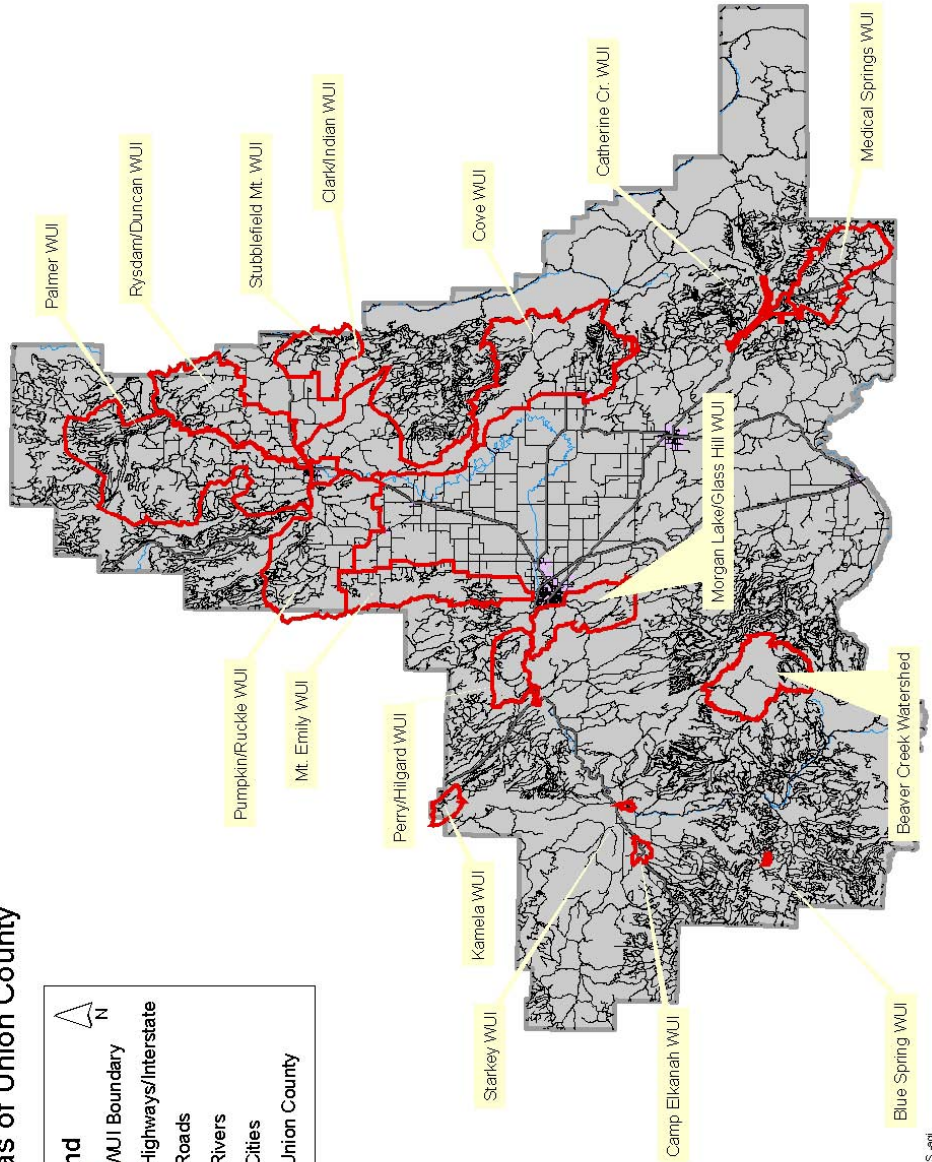 as of Union County
nd
N
WUI Boundary
Highways/Interstate
Roads
Rivers
Cities
Union County
Palmer WUI
Rysdam/Duncan WUI
Stubblefield Mt. WUI
Clark/Indian WUI
Cove WUI
Catherine Cr. WUI
Medical Springs WUI
Pumpkin/Ruckle WUI
Mt. Emily WUI
Perry/Hilgard WUI
Kamela WUI
Starkey WUI
Camp Elkanah WUI
Blue Spring WUI
Morgan Lake/Glass Hill WUI
Beaver Creek Watershed